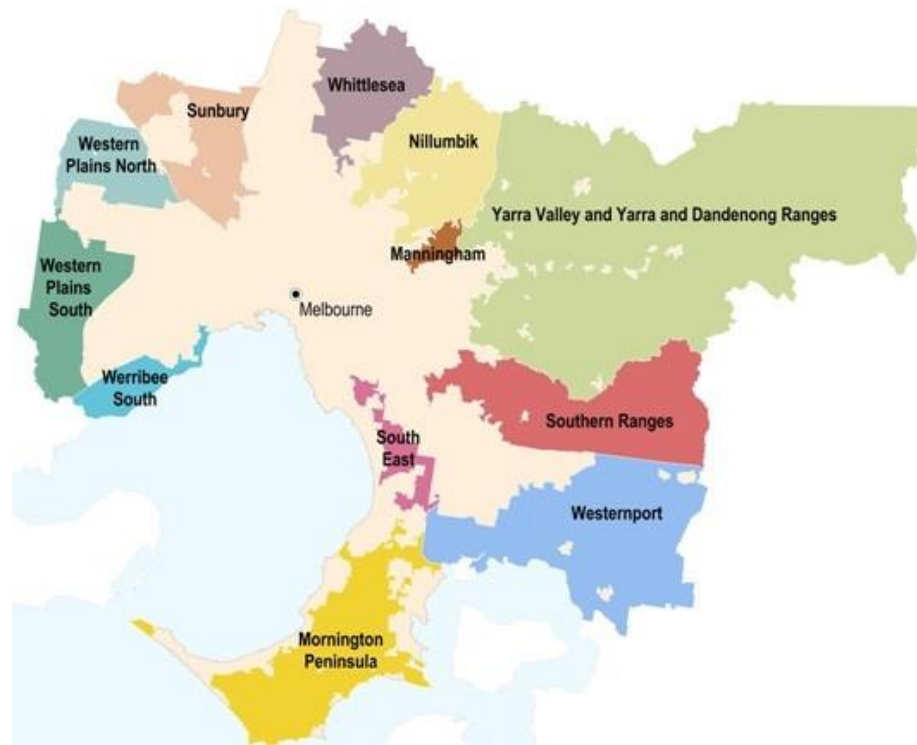 Whittlesea
Sunbury
Nillumbik
Western
Plains North
Yarra Valley and Yarra and Dandenong Ranges
Manningham
Western
Plains
South
Melbourne
Werribee
South
Southern Ranges
South
East
Westernport
Mornington
Peninsula